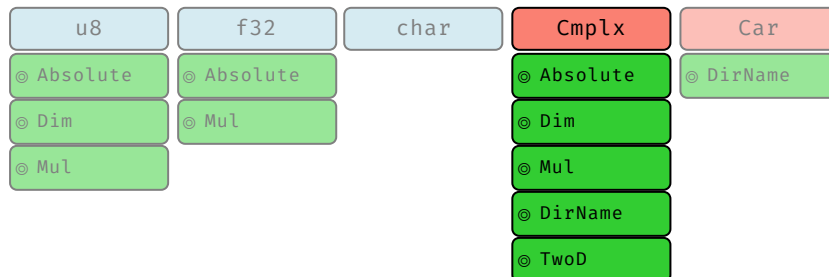 u8 f32 char Cmplx Car
⌾ Absolute ⌾ Absolute ⌾ Absolute ⌾ DirName
⌾ Dim ⌾ Mul ⌾ Dim
⌾ Mul ⌾ Mul
⌾ DirName
⌾ TwoD